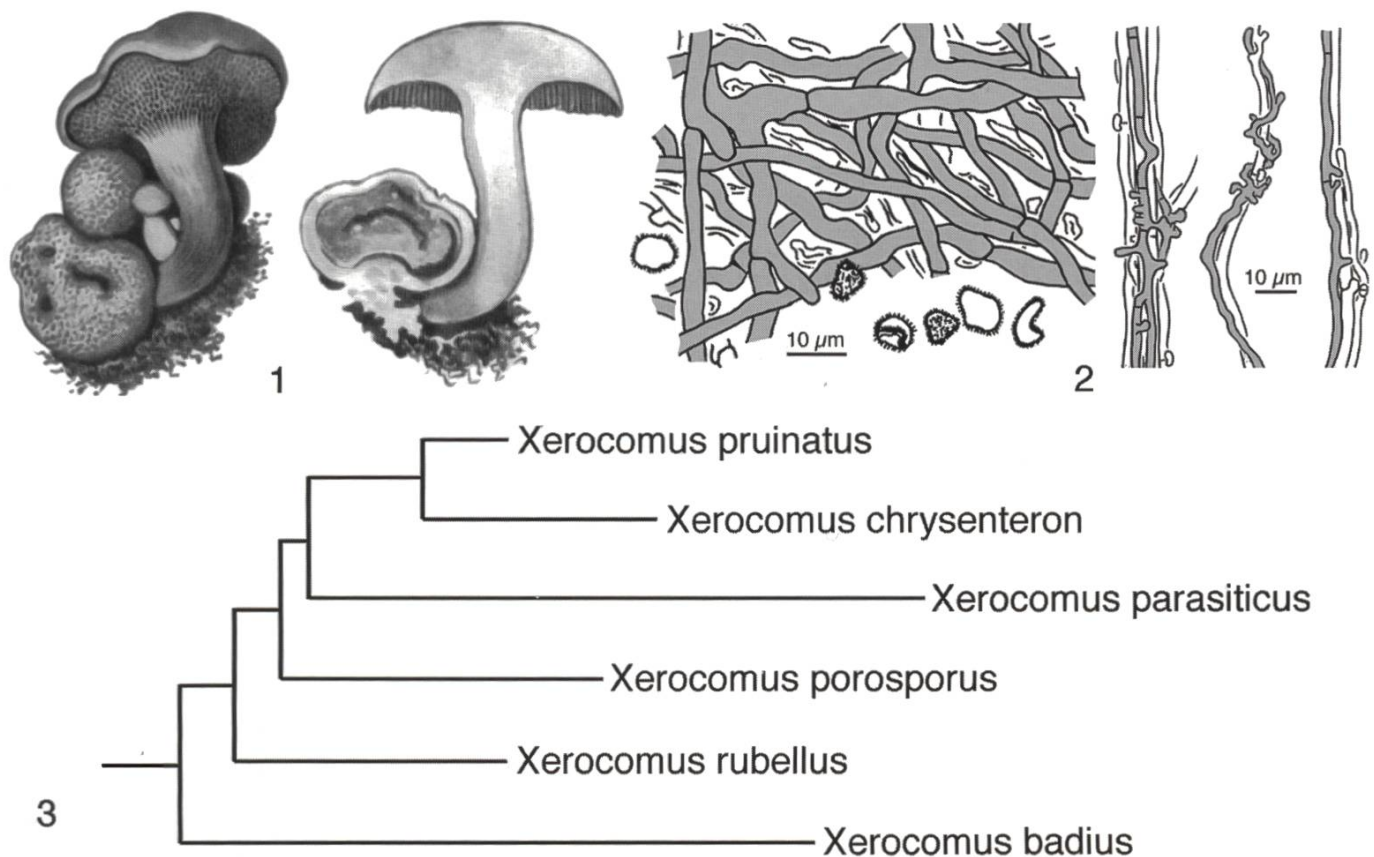 1
10 µm
2
10 µm
Xerocomus pruinatus
Xerocomus chrysenteron
Xerocomus parasiticus
Xerocomus porosporus
Xerocomus rubellus
3
Xerocomus badius